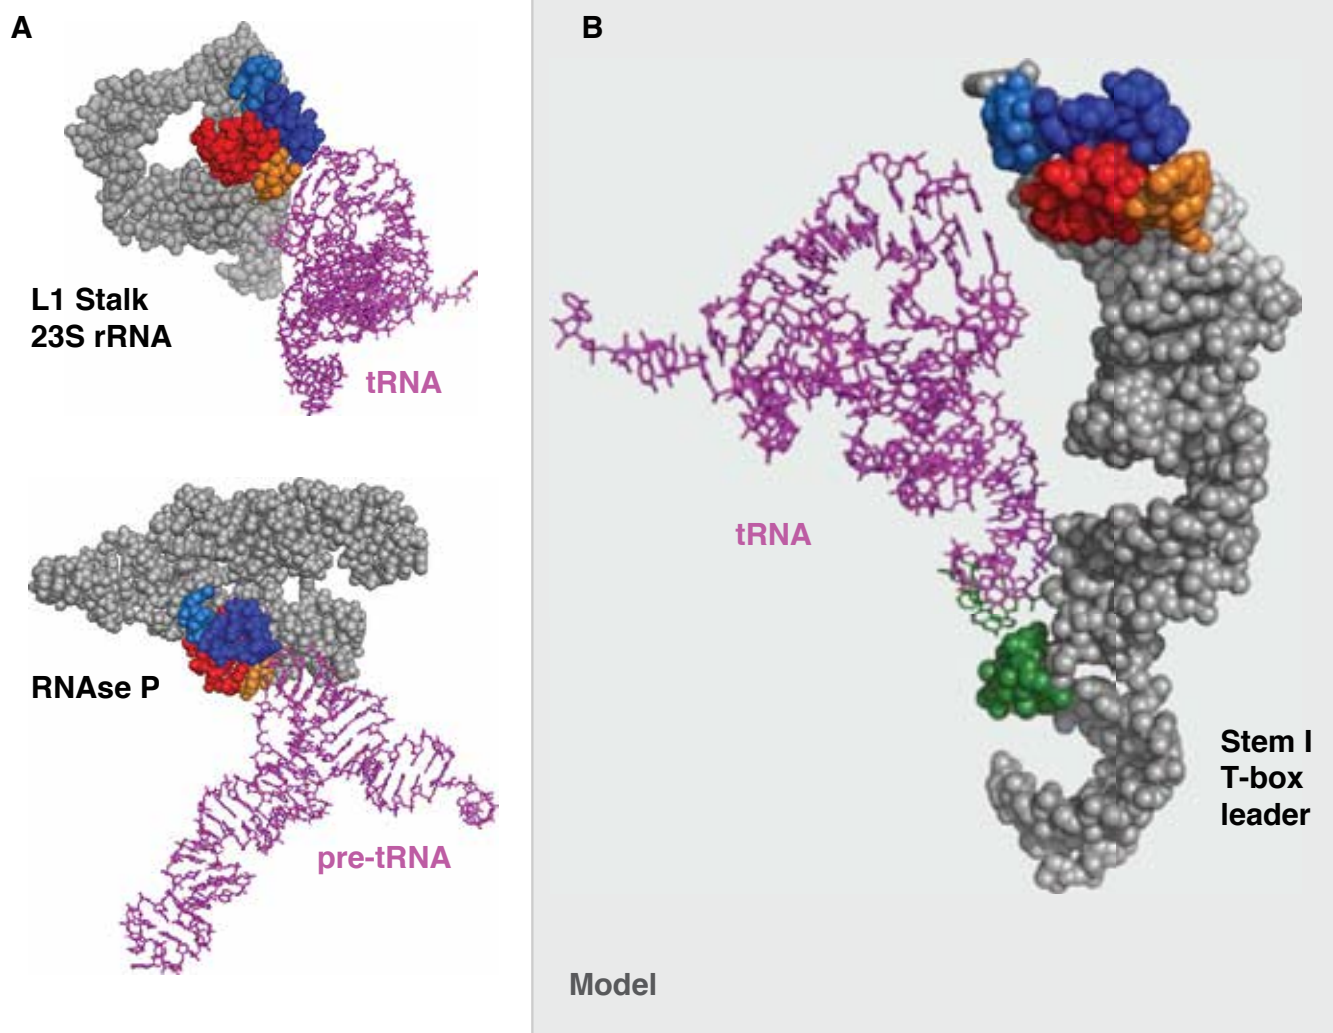 A
L1 Stalk
23S rRNA
tRNA
RNAse P
pre-tRNA
B
tRNA
Stem I
T-box
leader
Model